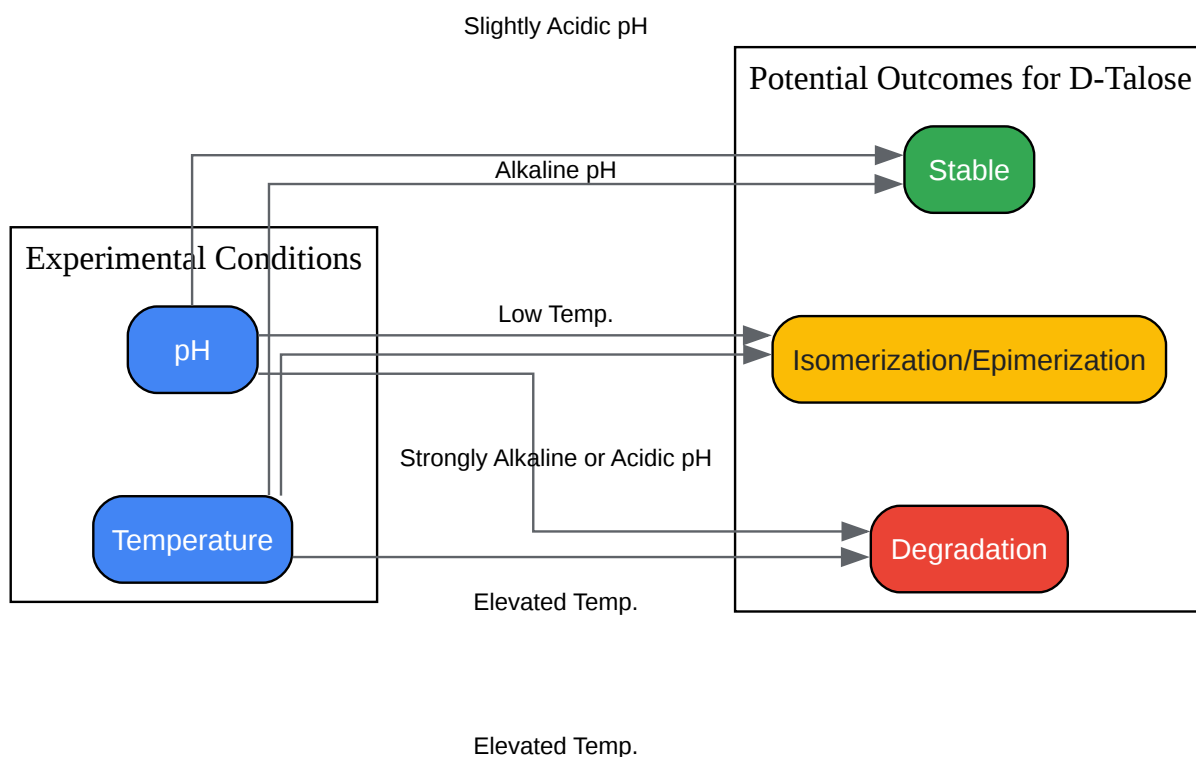 Slightly Acidic pH
Potential Outcomes for D-Talose
Alkaline pH
Stable
Experimental Conditions
Low Temp.
pH
Isomerization/Epimerization
Strongly Alkaline or Acidic pH
Temperature
Degradation
Elevated Temp.
Elevated Temp.